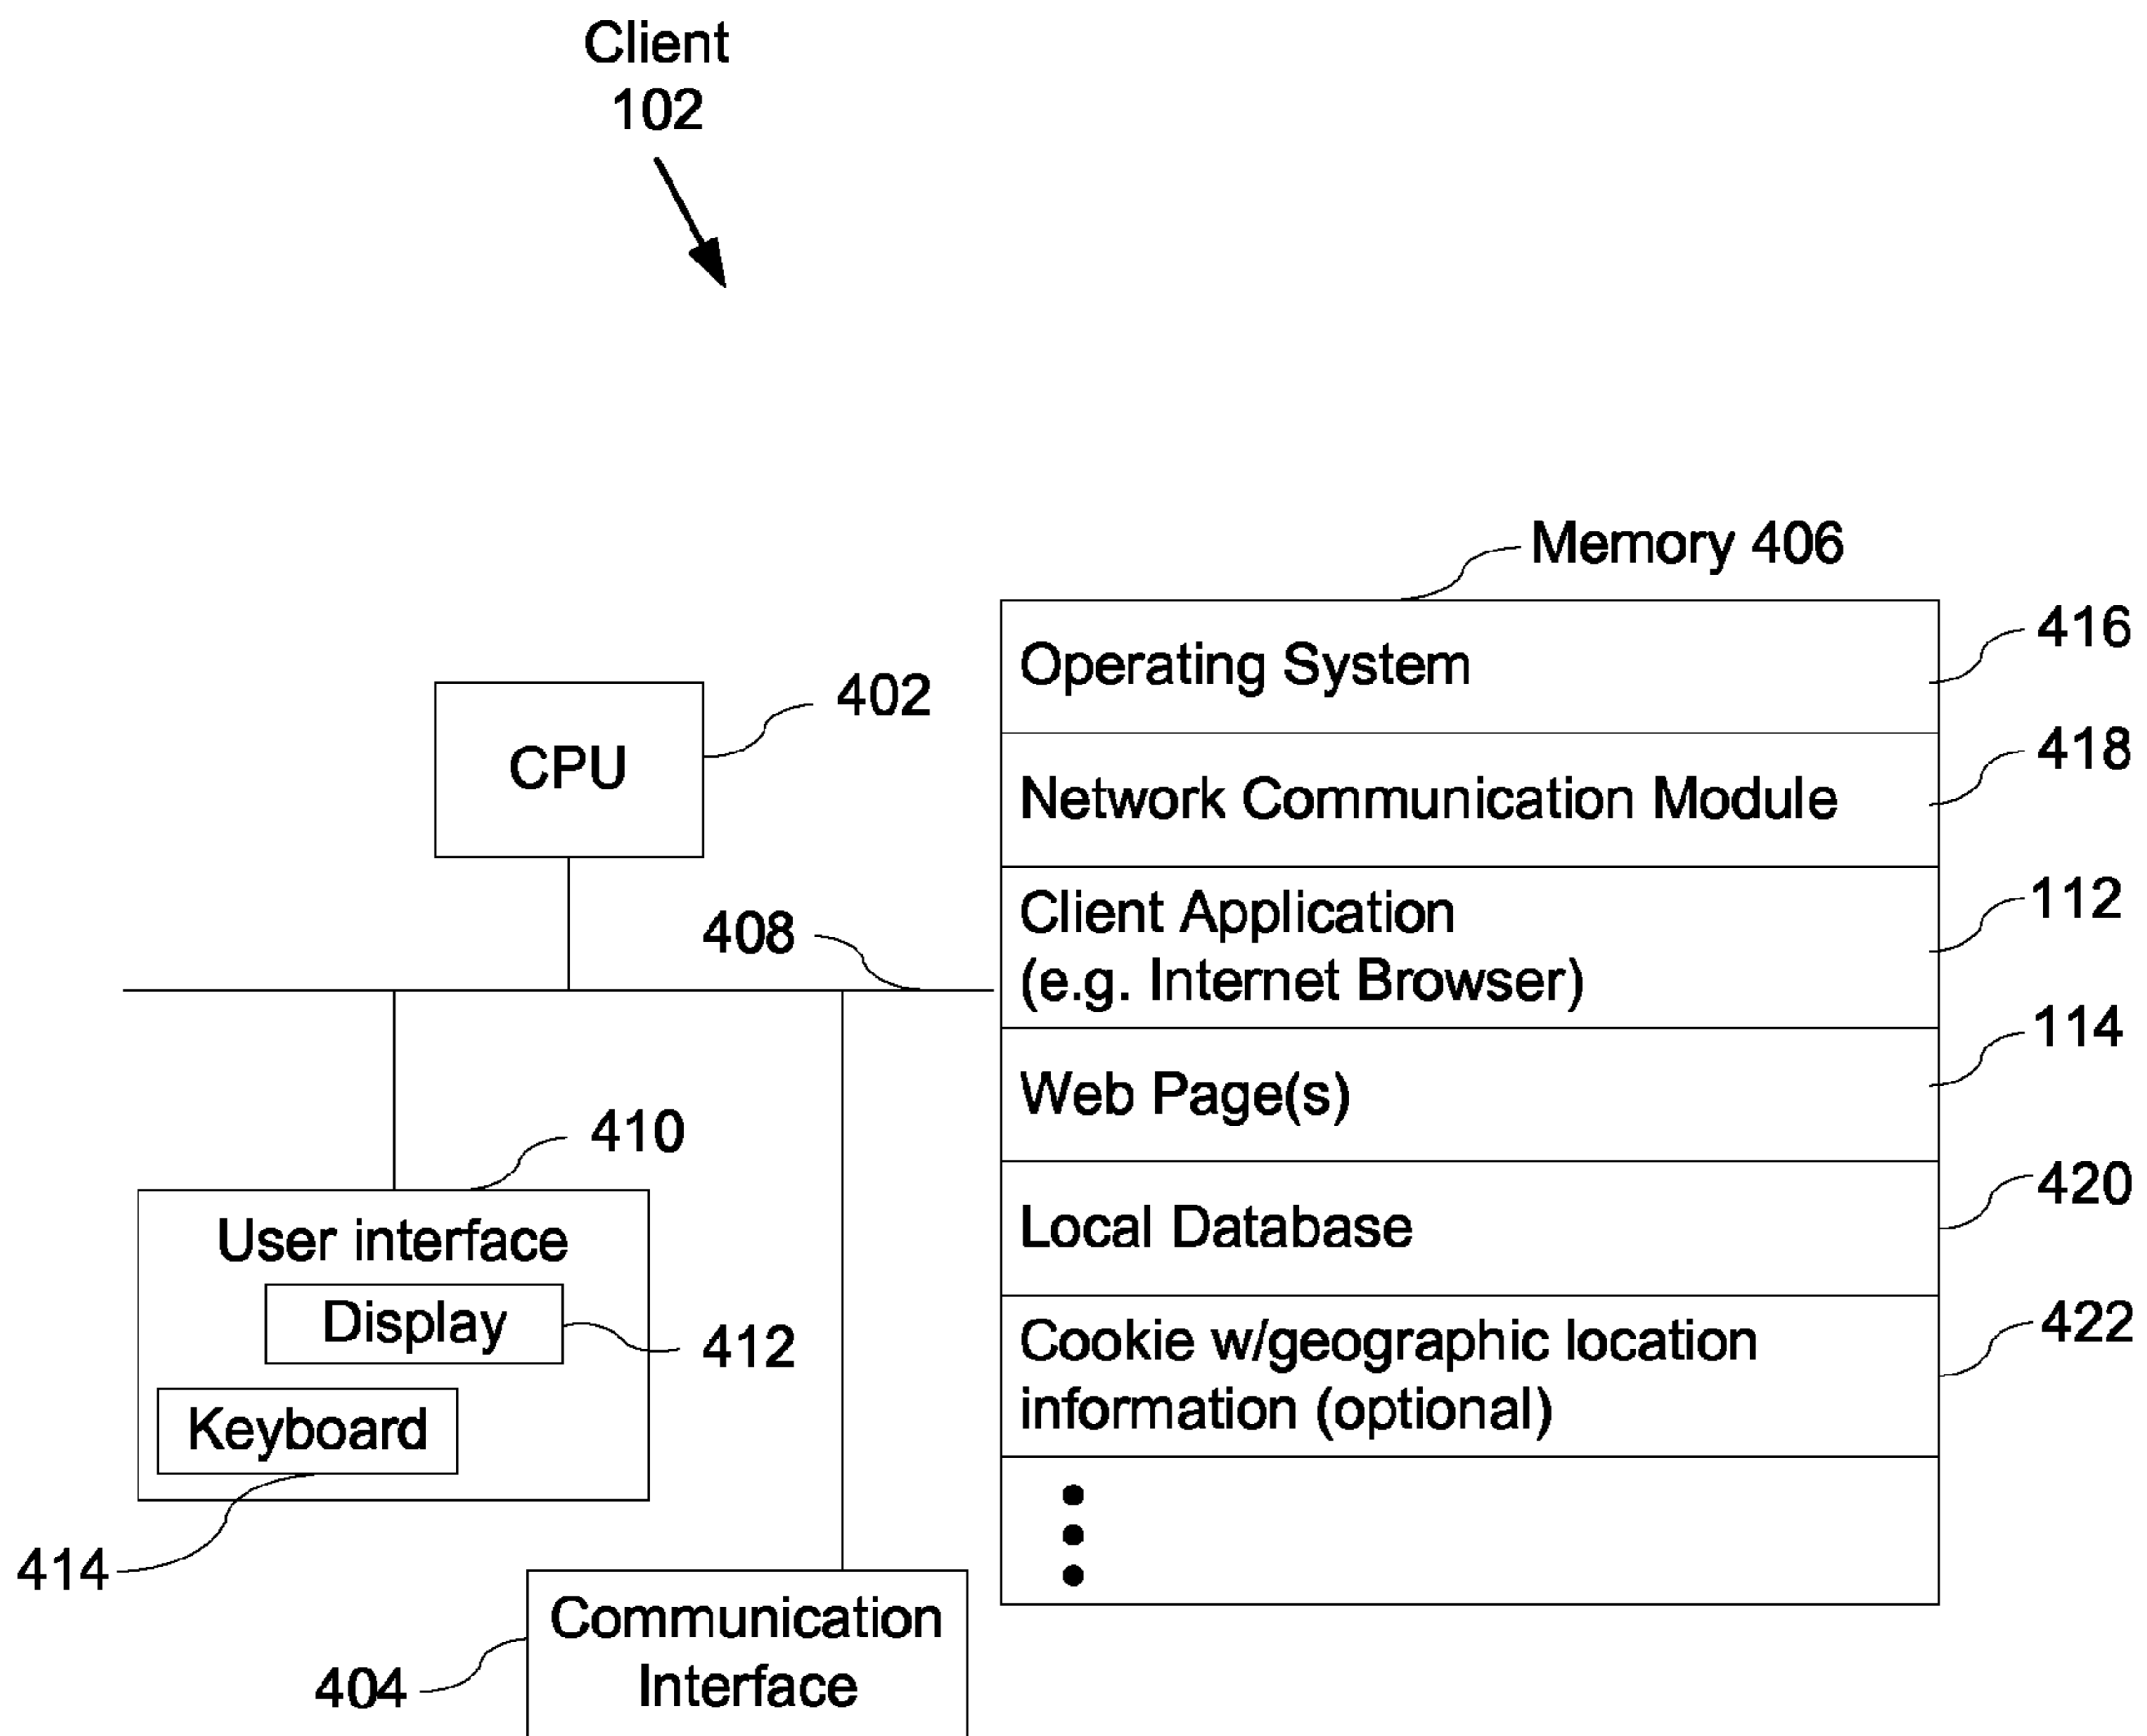 Client
102
Memory 406
Operating System
416
Network Communication Module
418
Client Application
(e.g. Internet Browser)
112
Web Page(s)
114
Local Database
420
Cookie w/geographic location
information (optional)
422
CPU
402
408
410
User interface
Display
412
Keyboard
414
Communication
Interface
404